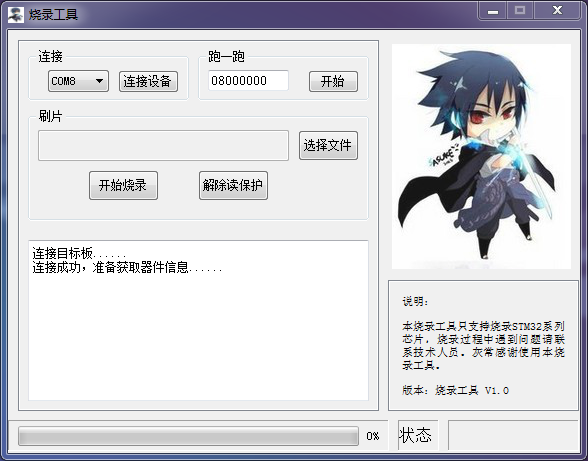 烧录工具
连接
COM8
连接设备
跑一跑
08000000
开始
刷片
选择文件
开始烧录
解除读保护
连接目标板......
连接成功，准备获取器件信息......
说明：
本烧录工具只支持烧录STM32系列
芯片，烧录过程中遇到问题请联
系技术人员。灰常感谢使用本烧
录工具。
版本：烧录工具 V1.0
0%
状态
SASUKE